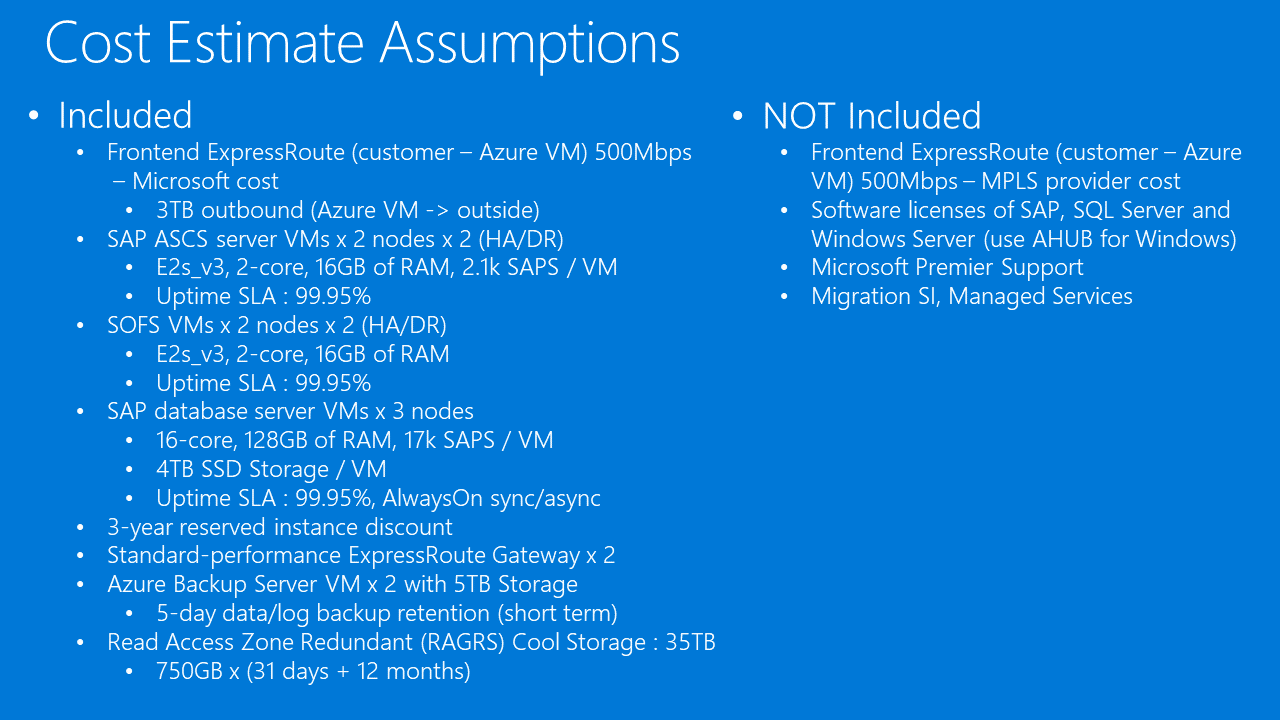 Cost Estimate Assumptions
• Included
• Frontend ExpressRoute (customer – Azure VM) 500Mbps
– Microsoft cost
• 3TB outbound (Azure VM -> outside)
• SAP ASCS server VMs x 2 nodes x 2 (HA/DR)
• E2s_v3, 2-core, 16GB of RAM, 2.1k SAPS / VM
• Uptime SLA : 99.95%
• SOFS VMs x 2 nodes x 2 (HA/DR)
• E2s_v3, 2-core, 16GB of RAM
• Uptime SLA : 99.95%
• SAP database server VMs x 3 nodes
• 16-core, 128GB of RAM, 17k SAPS / VM
• 4TB SSD Storage / VM
• Uptime SLA : 99.95%, AlwaysOn sync/async
• 3-year reserved instance discount
• Standard-performance ExpressRoute Gateway x 2
• Azure Backup Server VM x 2 with 5TB Storage
• 5-day data/log backup retention (short term)
• Read Access Zone Redundant (RAGRS) Cool Storage : 35TB
• 750GB x (31 days + 12 months)
• NOT Included
• Frontend ExpressRoute (customer – Azure
VM) 500Mbps – MPLS provider cost
• Software licenses of SAP, SQL Server and
Windows Server (use AHUB for Windows)
• Microsoft Premier Support
• Migration SI, Managed Services